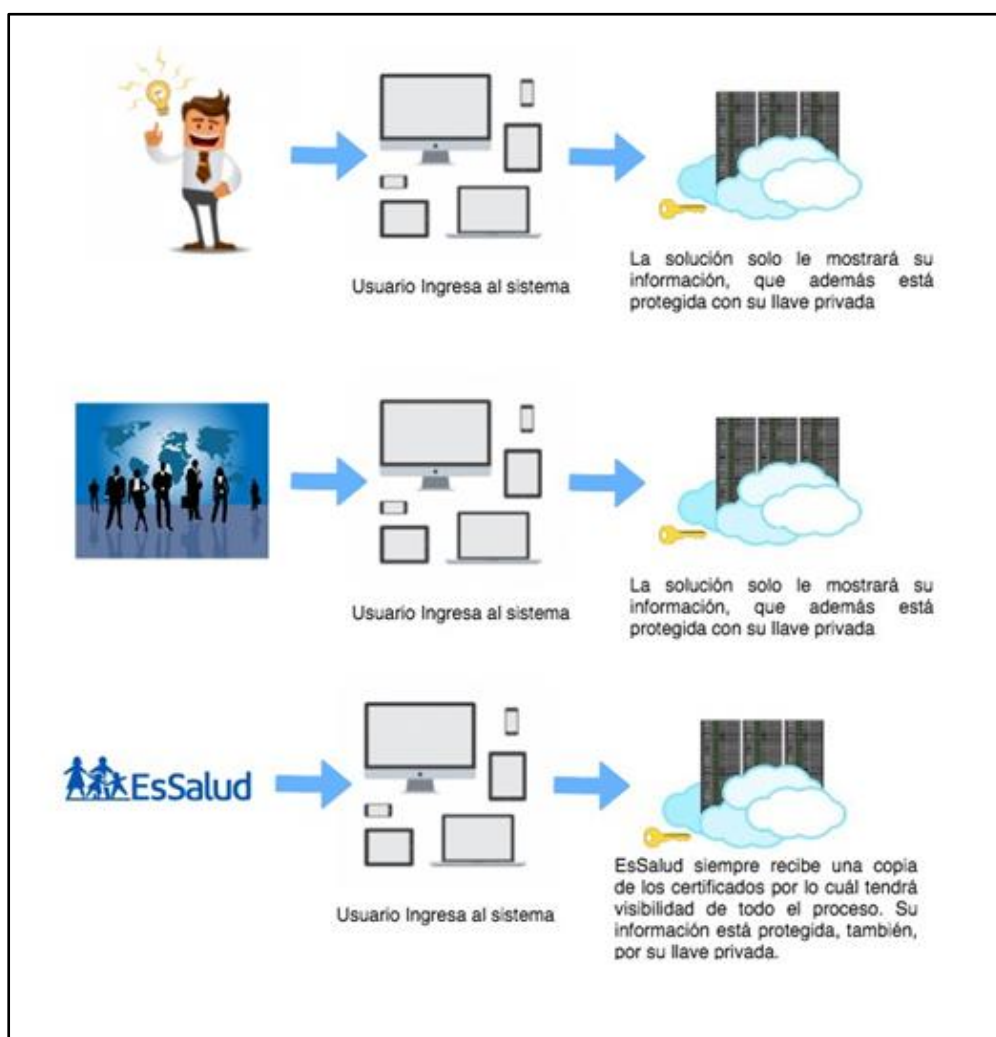 Usuario Ingresa al sistema
La solución solo le mostrará su
información, que además está
protegida con su llave privada
Usuario Ingresa al sistema
La solución solo le mostrará su
información, que además está
protegida con su llave privada
EsSalud
Usuario Ingresa al sistema
EsSalud siempre recibe una copia
de los certificados por lo cuál tendrá
visibilidad de todo el proceso. Su
información está protegida, también,
por su llave privada.